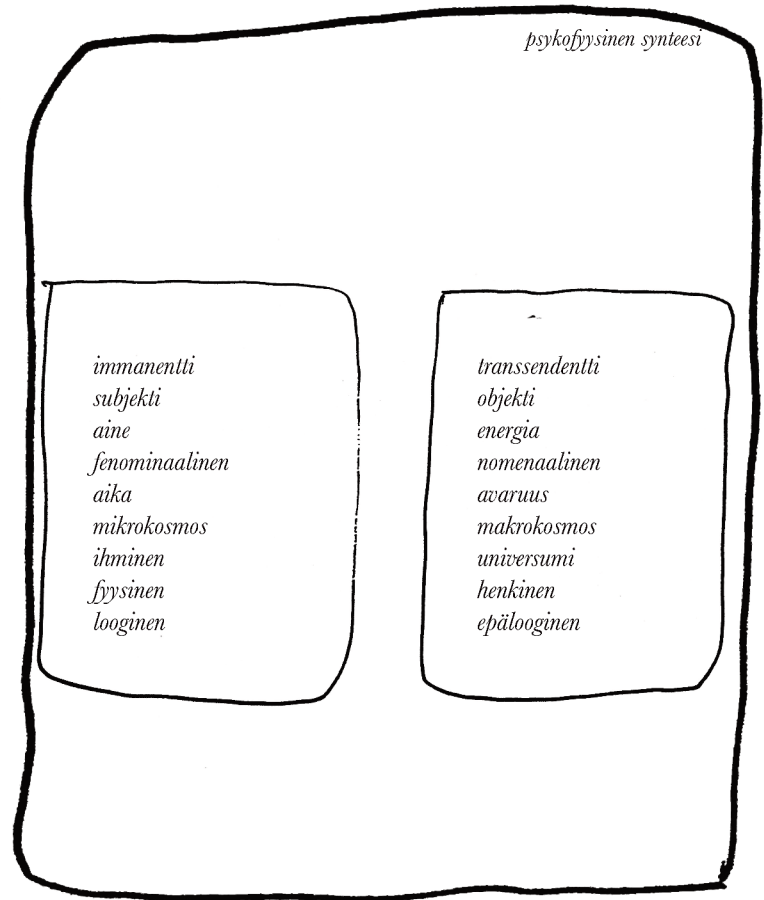 psykofyysinen synteesi
immanentti
subjekti
aine
fenominaalinen
aika
mikrokosmos
ihminen
fyysinen
looginen
transsendentti
objekti
energia
nomenaalinen
avaruus
makrokosmos
universumi
henkinen
epälooginen